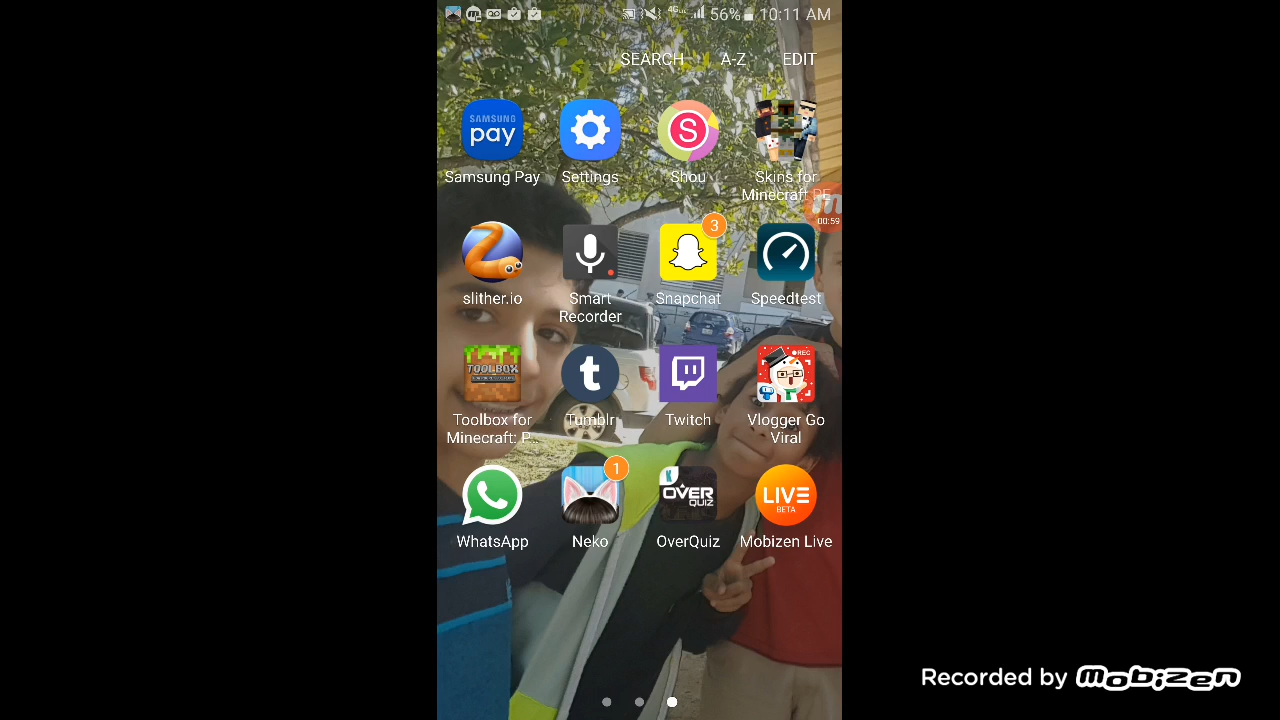 56% 10:11 AM
SEARCH A-Z EDIT
SAMSUNG
pay
S
Samsung Pay Settings Shou Skins for
Minecraft PE
00:59
3
slither.io Smart Snapchat Speedtest
Recorder
REC
TOOLBOX
t
Toolbox for Tumblr Twitch Vlogger Go
Minecraft: P... Viral
1
OVER
QUIZ
LIVE
BETA
WhatsApp Neko OverQuiz Mobizen Live
Recorded by mobizen